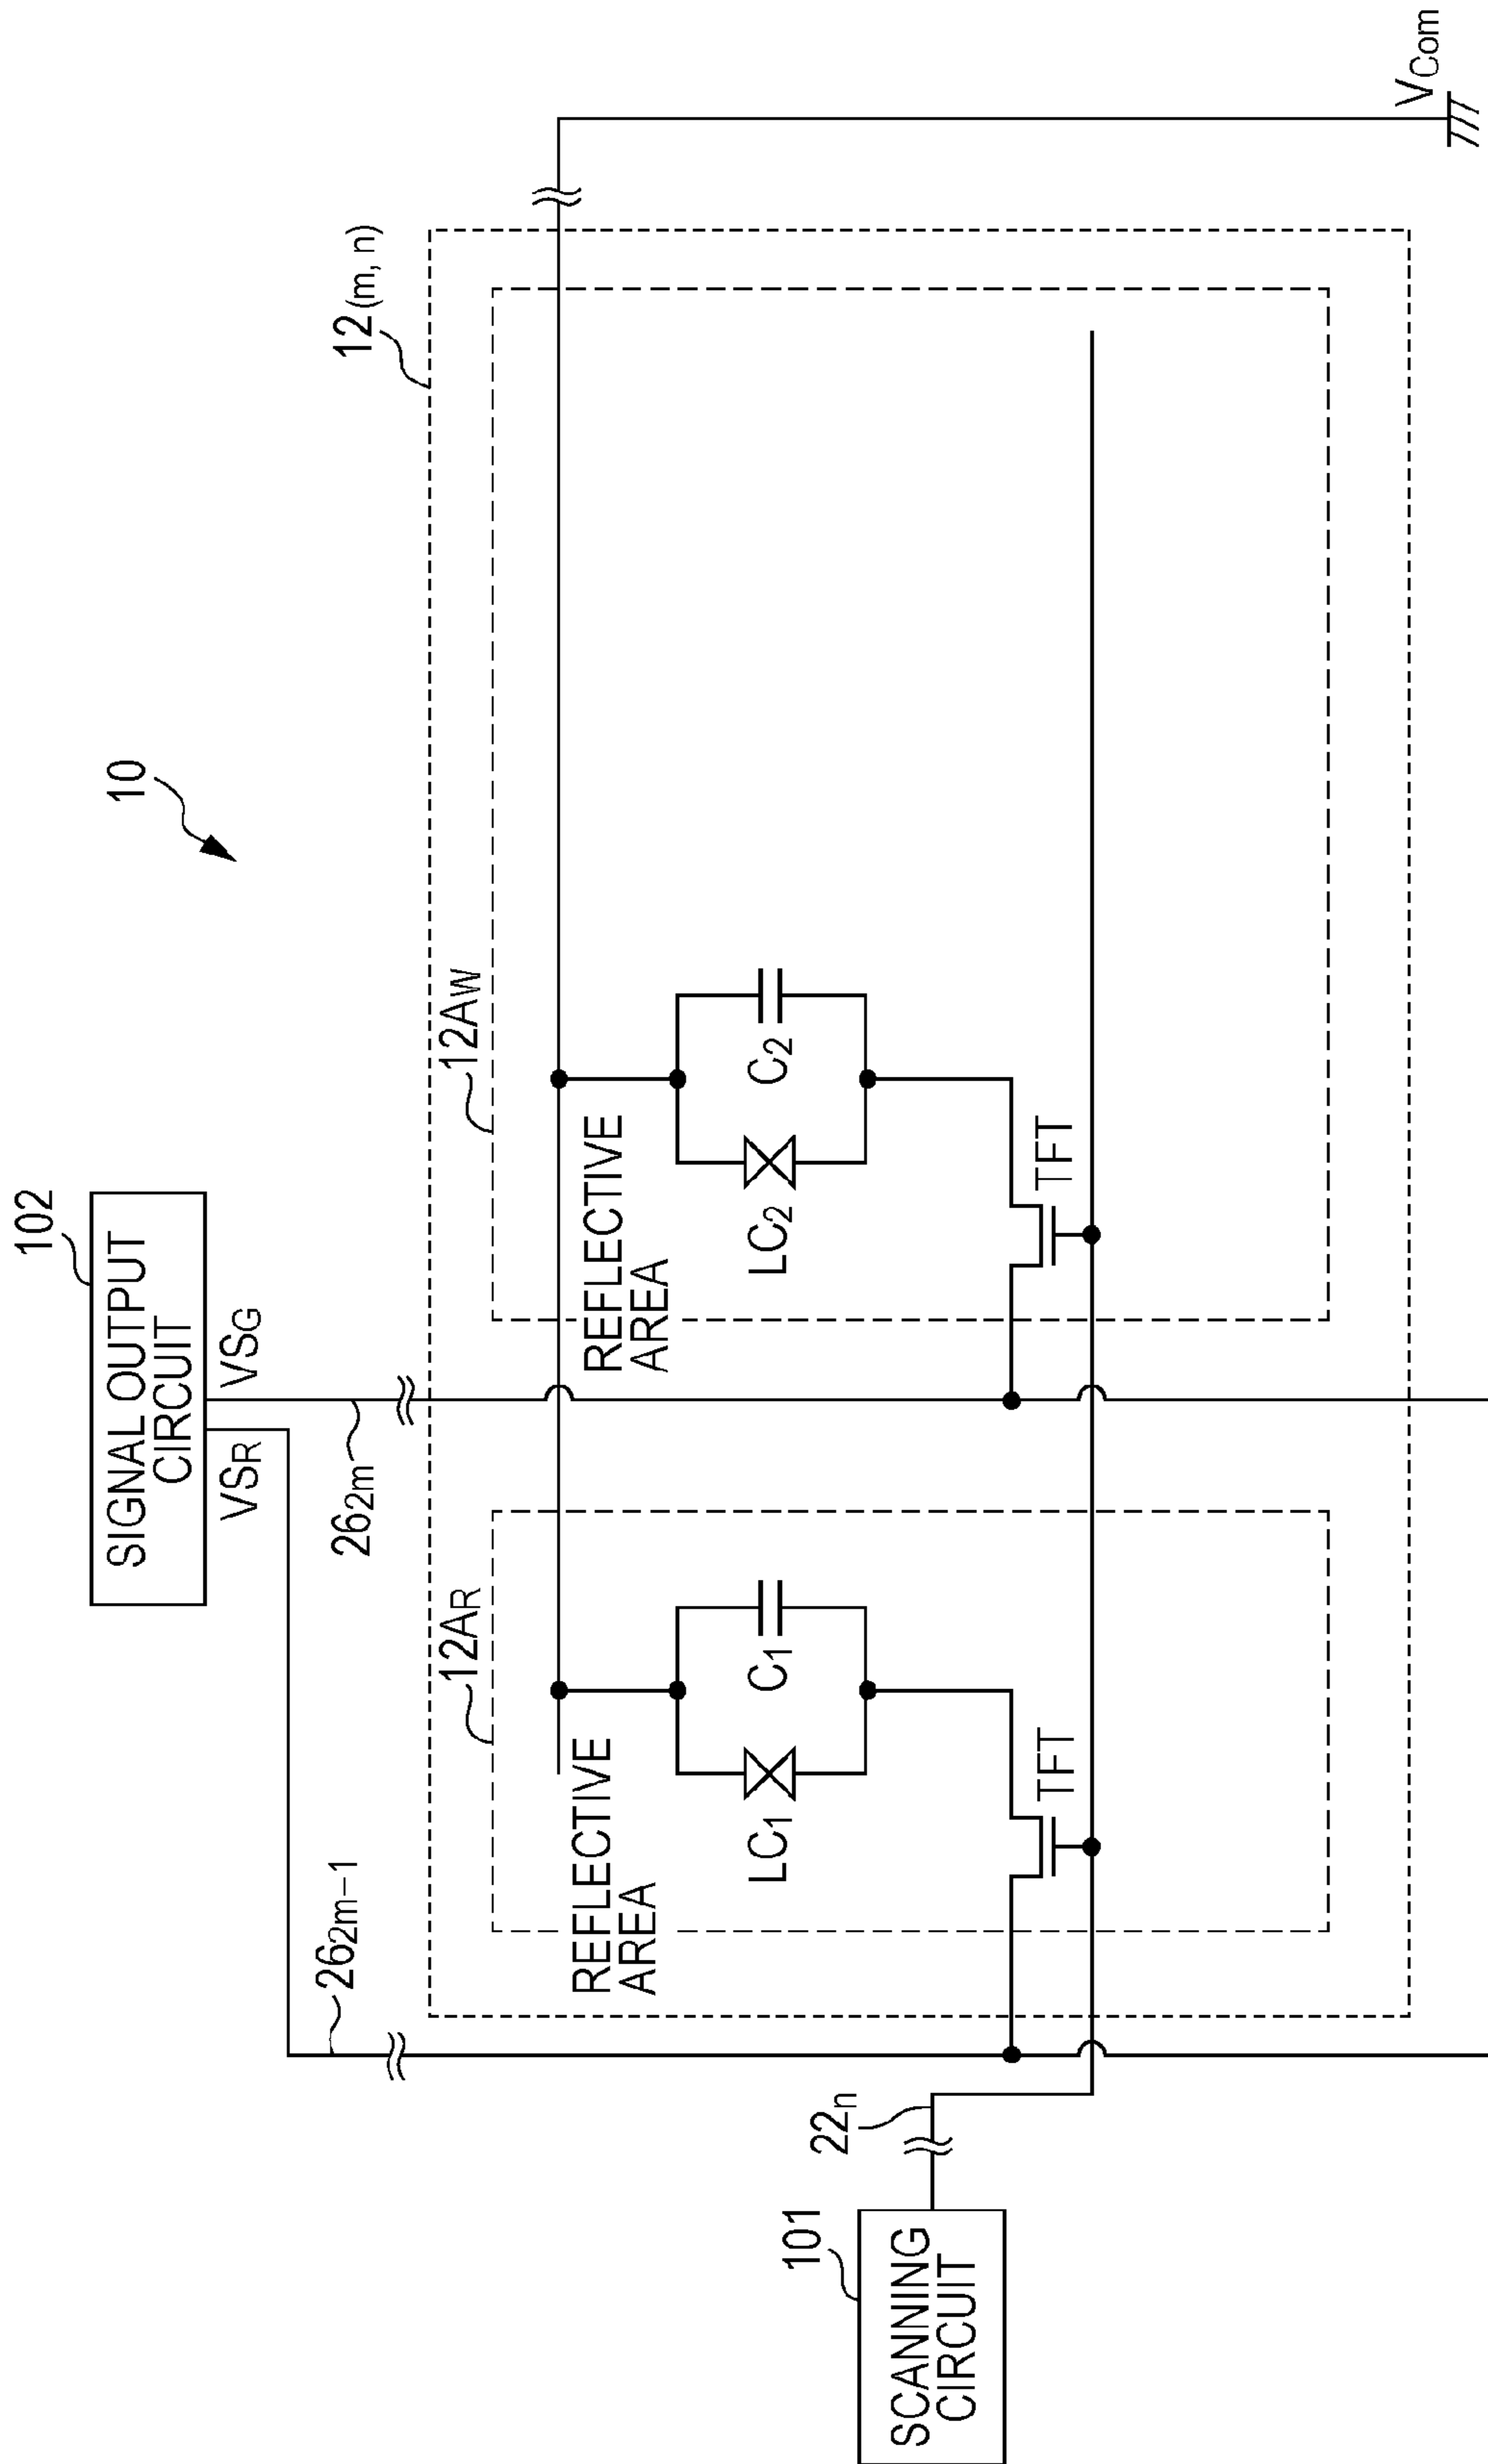 10
102
SIGNAL OUTPUT
CIRCUIT
VSR
VSG
262m−1
262m
12(m, n)
12AR
12AW
REFLECTIVE
AREA
REFLECTIVE
AREA
LC1
C1
LC2
C2
TFT
TFT
101
SCANNING
CIRCUIT
22n
VCom